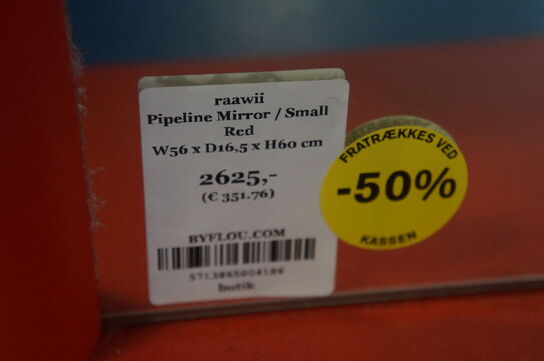 raawii
Pipeline Mirror / Small
Red
W56 x D16,5 x H60 cm
2625,-
(€ 351.76)
BYFLOU.COM
5713865004186
butik
FRATRÆKKES VED
-50%
KASSEN